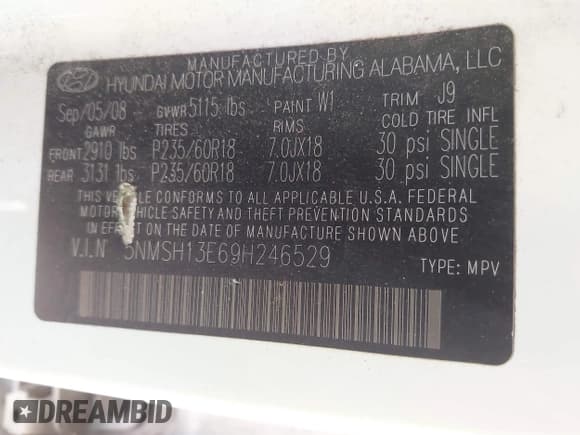 MANUFACTURED BY
HYUNDAI MOTOR MANUFACTURING ALABAMA, LLC
Sep/05/08 GVWR 5115 lbs PAINT W1 TRIM J9
GAWR TIRES RIMS COLD TIRE INFL
FRONT 2910 lbs P235/60R18 7.0JX18 30 psi SINGLE
REAR 3131 lbs P235/60R18 7.0JX18 30 psi SINGLE
THIS VEHICLE CONFORMS TO ALL APPLICABLE U.S.A. FEDERAL
MOTOR VEHICLE SAFETY AND THEFT PREVENTION STANDARDS
IN EFFECT ON THE DATE OF MANUFACTURE SHOWN ABOVE.
V.I.N 5NMSH13E69H246529
TYPE: MPV
DREAMBID